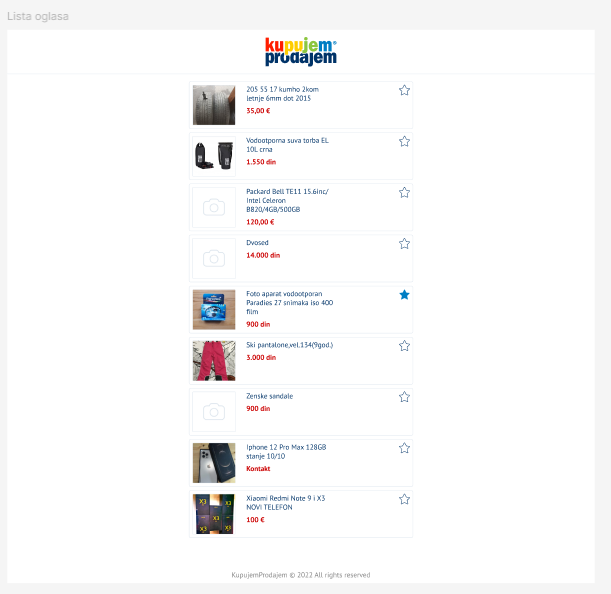 Lista oglasa
kupujem
prodajem
205 55 17 kumho 2kom
letnje 6mm dot 2015
35,00 €
Vodootporna suva torba EL
10L crna
1.550 din
Packard Bell TE11 15.6inc/
Intel Celeron
B820/4GB/500GB
120,00 €
Dvosed
14.000 din
Foto aparat vodootporan
Paradies 27 snimaka iso 400
film
900 din
Ski pantalone,vel.134(9god.)
3.000 din
Zenske sandale
900 din
Iphone 12 Pro Max 128GB
stanje 10/10
Kontakt
X3
X3
X3
X3
Xiaomi Redmi Note 9 i X3
NOVI TELEFON
100 €
KupujemProdajem © 2022 All rights reserved